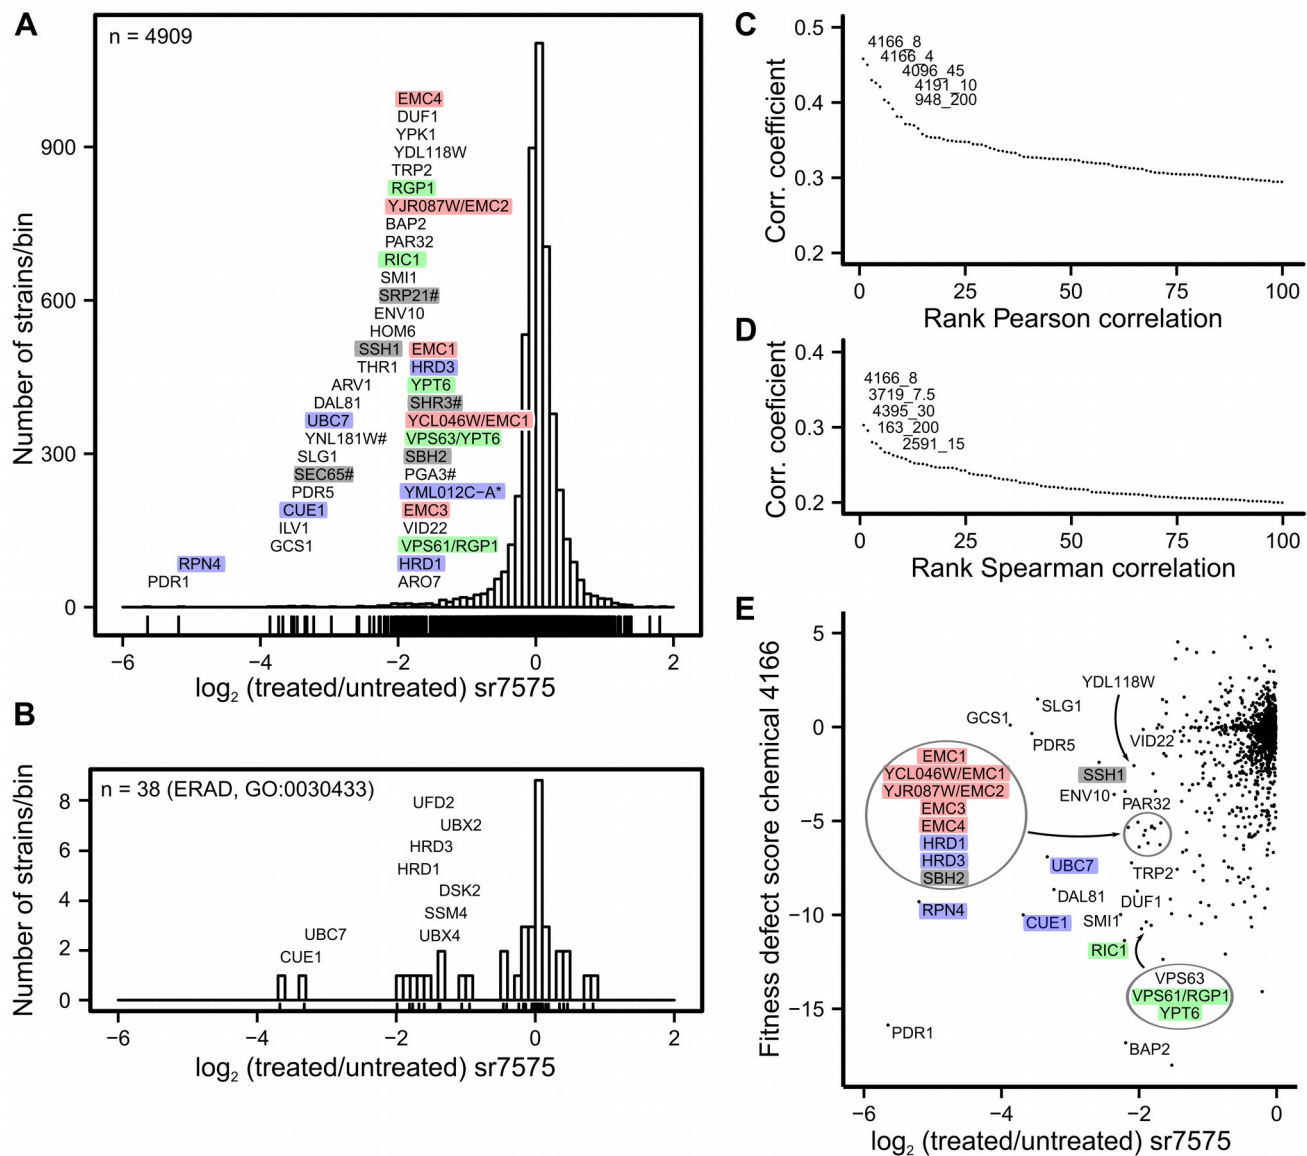 A
n = 4909
EMC4
DUF1
YPK1
YDL118W
TRP2
RGP1
YJR087W/EMC2
BAP2
PAR32
RIC1
SMI1
SRP21#
ENV10
HOM6
SSH1
THR1
ARV1
DAL81
UBC7
YNL181W#
SLG1
SEC65#
PDR5
CUE1
ILV1
GCS1
RPN4
PDR1
EMC1
HRD3
YPT6
SHR3#
YCL046W/EMC1
VPS63/YPT6
SBH2
PGA3#
YML012C−A*
EMC3
VID22
VPS61/RGP1
HRD1
ARO7
Number of strains/bin
900
600
300
0
−6 −4 −2 0 2
log2 (treated/untreated) sr7575
B
n = 38 (ERAD, GO:0030433)
UFD2
UBX2
HRD3
HRD1
DSK2
SSM4
UBX4
UBC7
CUE1
Number of strains/bin
8
6
4
2
0
−6 −4 −2 0 2
log2 (treated/untreated) sr7575
C
4166_8
4166_4
4096_45
4191_10
948_200
Corr. coefficient
0.5
0.4
0.3
0.2
0 25 50 75 100
Rank Pearson correlation
D
4166_8
3719_7.5
4395_30
163_200
2591_15
Corr. coeficient
0.4
0.3
0.2
0 25 50 75 100
Rank Spearman correlation
E
Fitness defect score chemical 4166
5
0
−5
−10
−15
YDL118W
SLG1
GCS1
PDR5
VID22
SSH1
ENV10
PAR32
EMC1
YCL046W/EMC1
YJR087W/EMC2
EMC3
EMC4
HRD1
HRD3
SBH2
UBC7
TRP2
RPN4
DAL81
DUF1
CUE1
SMI1
RIC1
VPS63
VPS61/RGP1
YPT6
PDR1
BAP2
−6 −4 −2 0
log2 (treated/untreated) sr7575